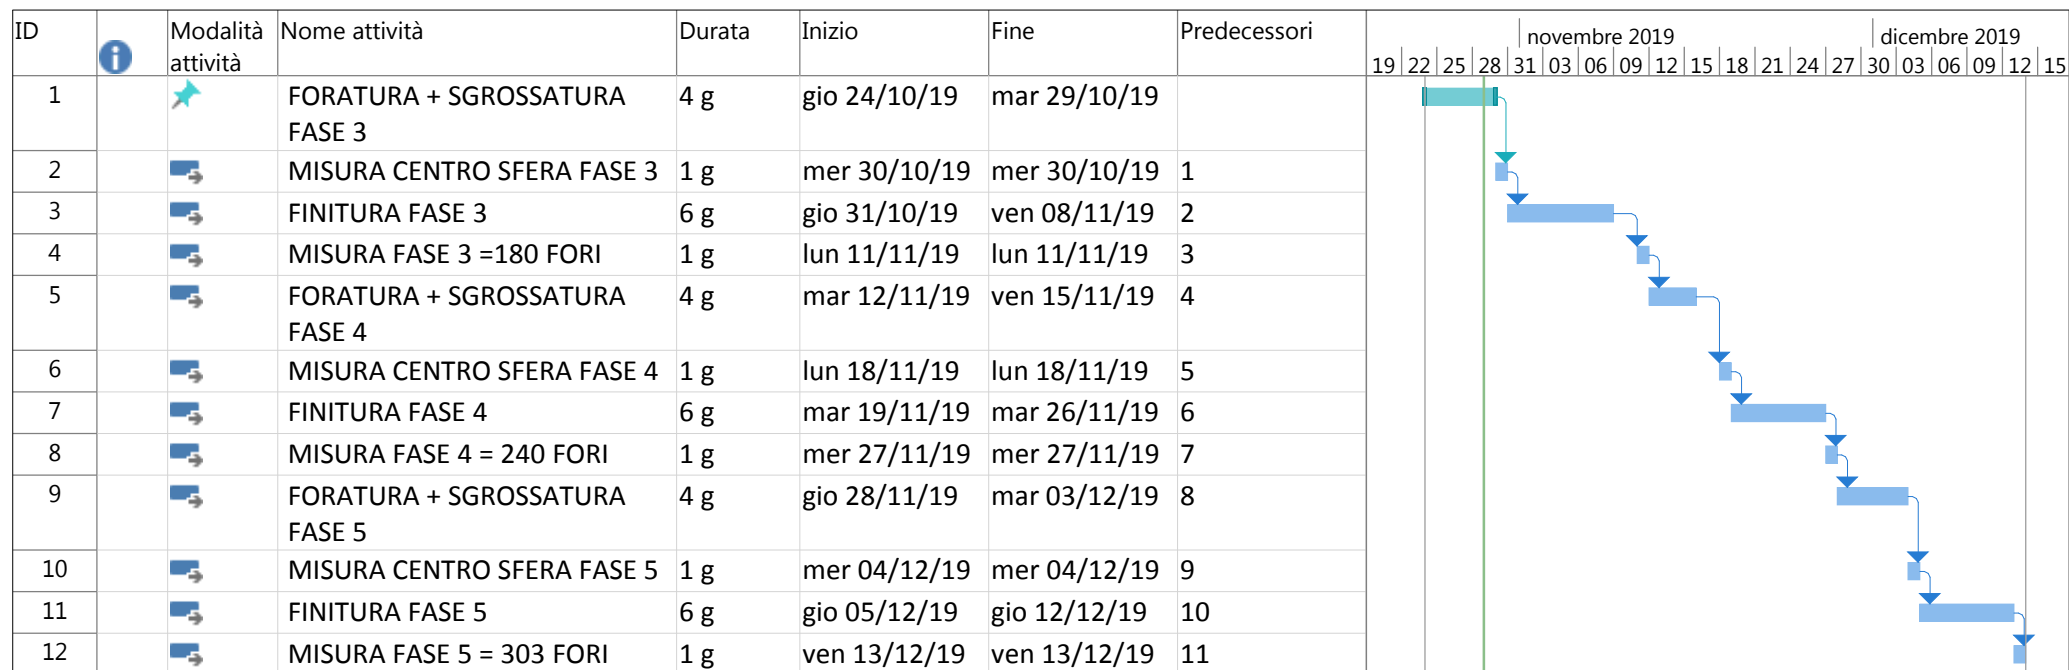 ID Modalità Nome attività Durata Inizio Fine Predecessori
attività
novembre 2019 dicembre 2019
19 22 25 28 31 03 06 09 12 15 18 21 24 27 30 03 06 09 12 15
1 FORATURA + SGROSSATURA 4 g gio 24/10/19 mar 29/10/19
FASE 3
2 MISURA CENTRO SFERA FASE 3 1 g mer 30/10/19 mer 30/10/19 1
3 FINITURA FASE 3 6 g gio 31/10/19 ven 08/11/19 2
4 MISURA FASE 3 =180 FORI 1 g lun 11/11/19 lun 11/11/19 3
5 FORATURA + SGROSSATURA 4 g mar 12/11/19 ven 15/11/19 4
FASE 4
6 MISURA CENTRO SFERA FASE 4 1 g lun 18/11/19 lun 18/11/19 5
7 FINITURA FASE 4 6 g mar 19/11/19 mar 26/11/19 6
8 MISURA FASE 4 = 240 FORI 1 g mer 27/11/19 mer 27/11/19 7
9 FORATURA + SGROSSATURA 4 g gio 28/11/19 mar 03/12/19 8
FASE 5
10 MISURA CENTRO SFERA FASE 5 1 g mer 04/12/19 mer 04/12/19 9
11 FINITURA FASE 5 6 g gio 05/12/19 gio 12/12/19 10
12 MISURA FASE 5 = 303 FORI 1 g ven 13/12/19 ven 13/12/19 11